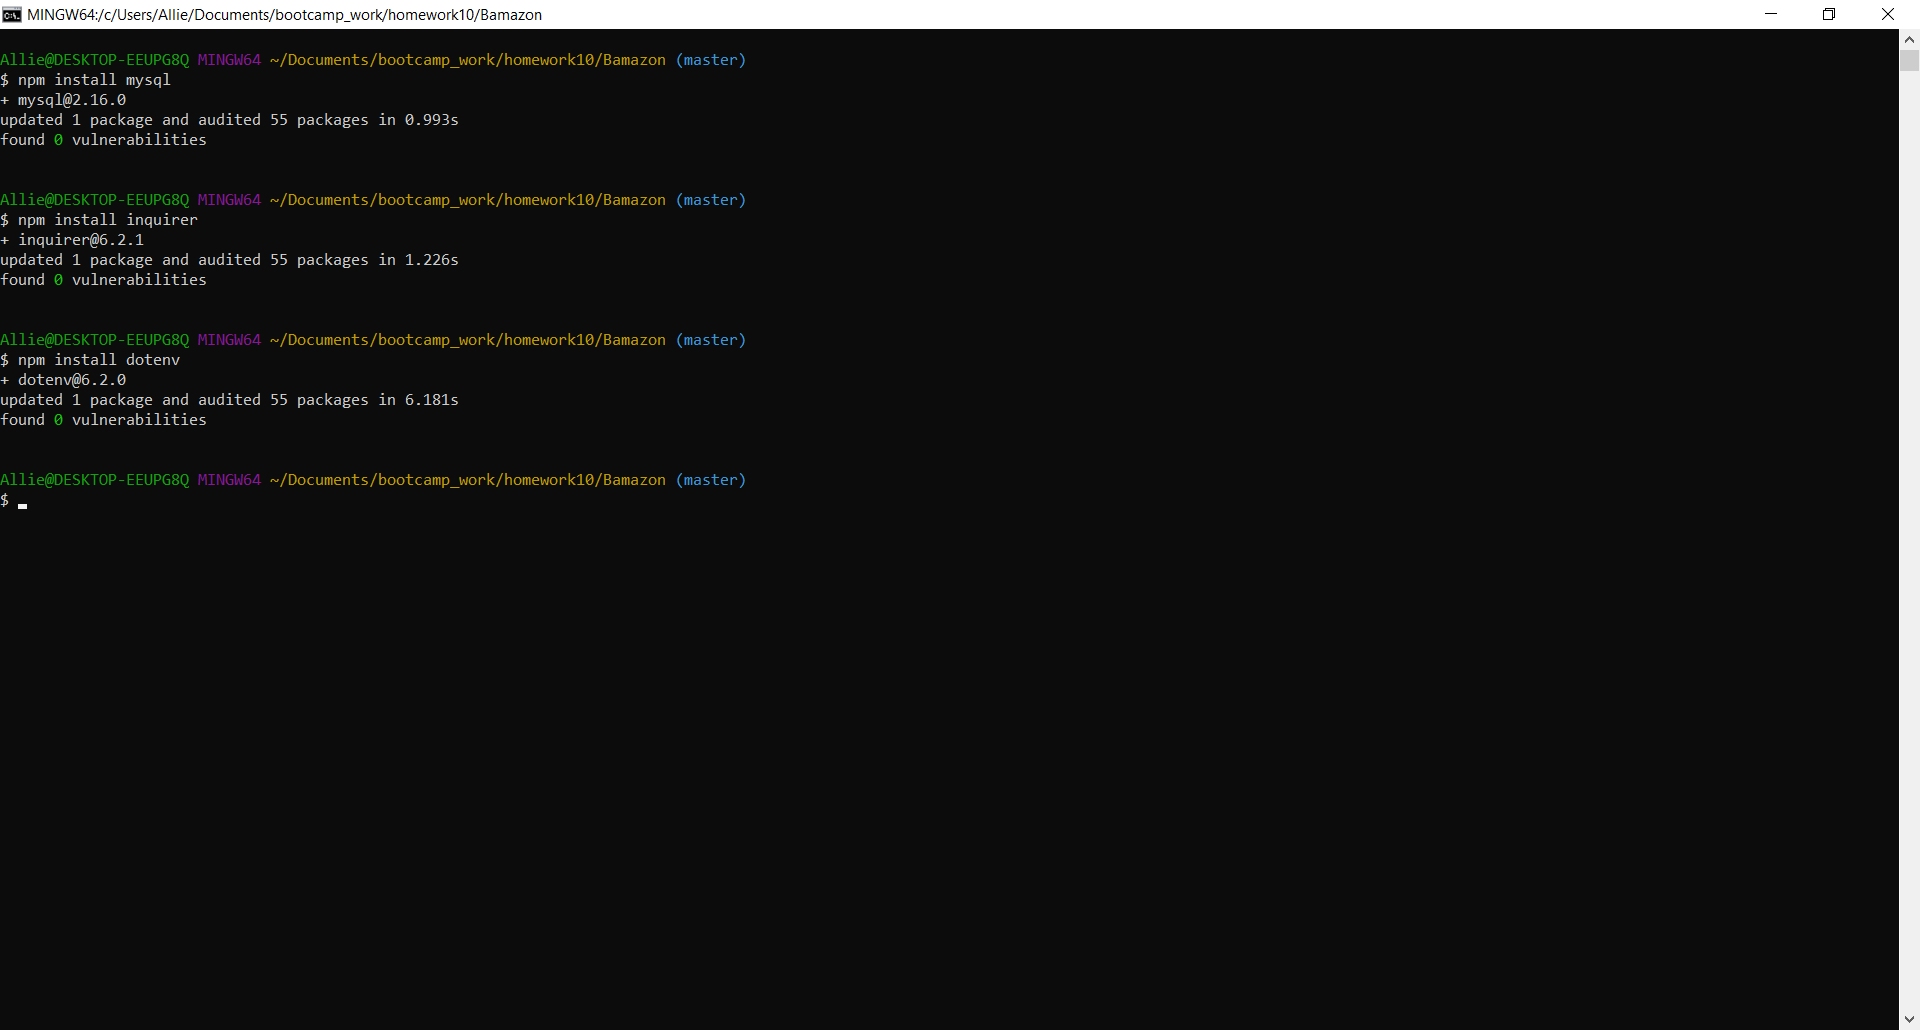 MINGW64:/c/Users/Allie/Documents/bootcamp_work/homework10/Bamazon
Allie@DESKTOP-EEUPG8Q MINGW64 ~/Documents/bootcamp_work/homework10/Bamazon (master)
$ npm install mysql
+ mysql@2.16.0
updated 1 package and audited 55 packages in 0.993s
found 0 vulnerabilities
Allie@DESKTOP-EEUPG8Q MINGW64 ~/Documents/bootcamp_work/homework10/Bamazon (master)
$ npm install inquirer
+ inquirer@6.2.1
updated 1 package and audited 55 packages in 1.226s
found 0 vulnerabilities
Allie@DESKTOP-EEUPG8Q MINGW64 ~/Documents/bootcamp_work/homework10/Bamazon (master)
$ npm install dotenv
+ dotenv@6.2.0
updated 1 package and audited 55 packages in 6.181s
found 0 vulnerabilities
Allie@DESKTOP-EEUPG8Q MINGW64 ~/Documents/bootcamp_work/homework10/Bamazon (master)
$